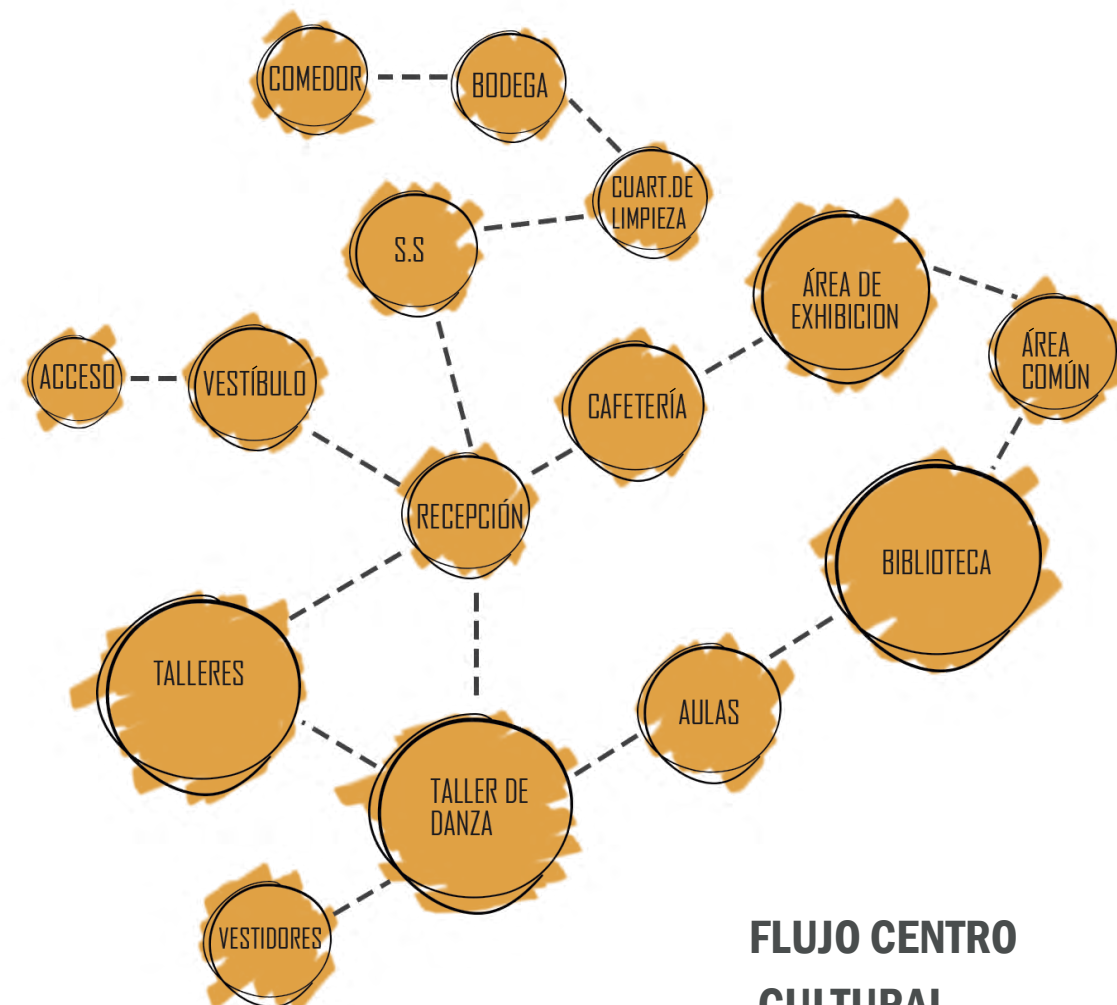 COMEDOR
BODEGA
CUART.DE
LIMPIEZA
S.S
ÁREA DE
EXHIBICION
ÁREA
COMÚN
ACCESO
VESTÍBULO
CAFETERÍA
RECEPCIÓN
BIBLIOTECA
TALLERES
AULAS
TALLER DE
DANZA
VESTIDORES
FLUJO CENTRO
CULTURAL